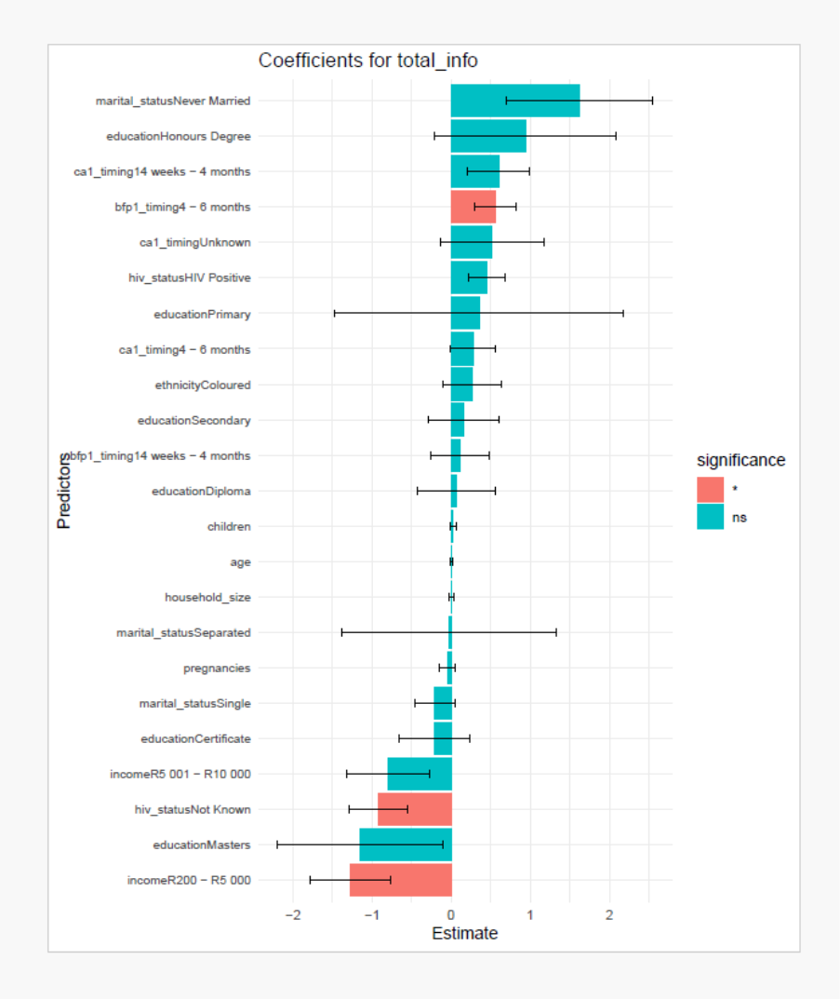 Coefficients for total_info
marital_statusNever Married
educationHonours Degree
ca1_timing14 weeks − 4 months
bfp1_timing4 − 6 months
ca1_timingUnknown
hiv_statusHIV Positive
educationPrimary
ca1_timing4 − 6 months
ethnicityColoured
educationSecondary
bfp1_timing14 weeks − 4 months
educationDiploma
children
age
household_size
marital_statusSeparated
pregnancies
marital_statusSingle
educationCertificate
incomeR5 001 − R10 000
hiv_statusNot Known
educationMasters
incomeR200 − R5 000
Predictors
−2 −1 0 1 2
Estimate
significance
*
ns